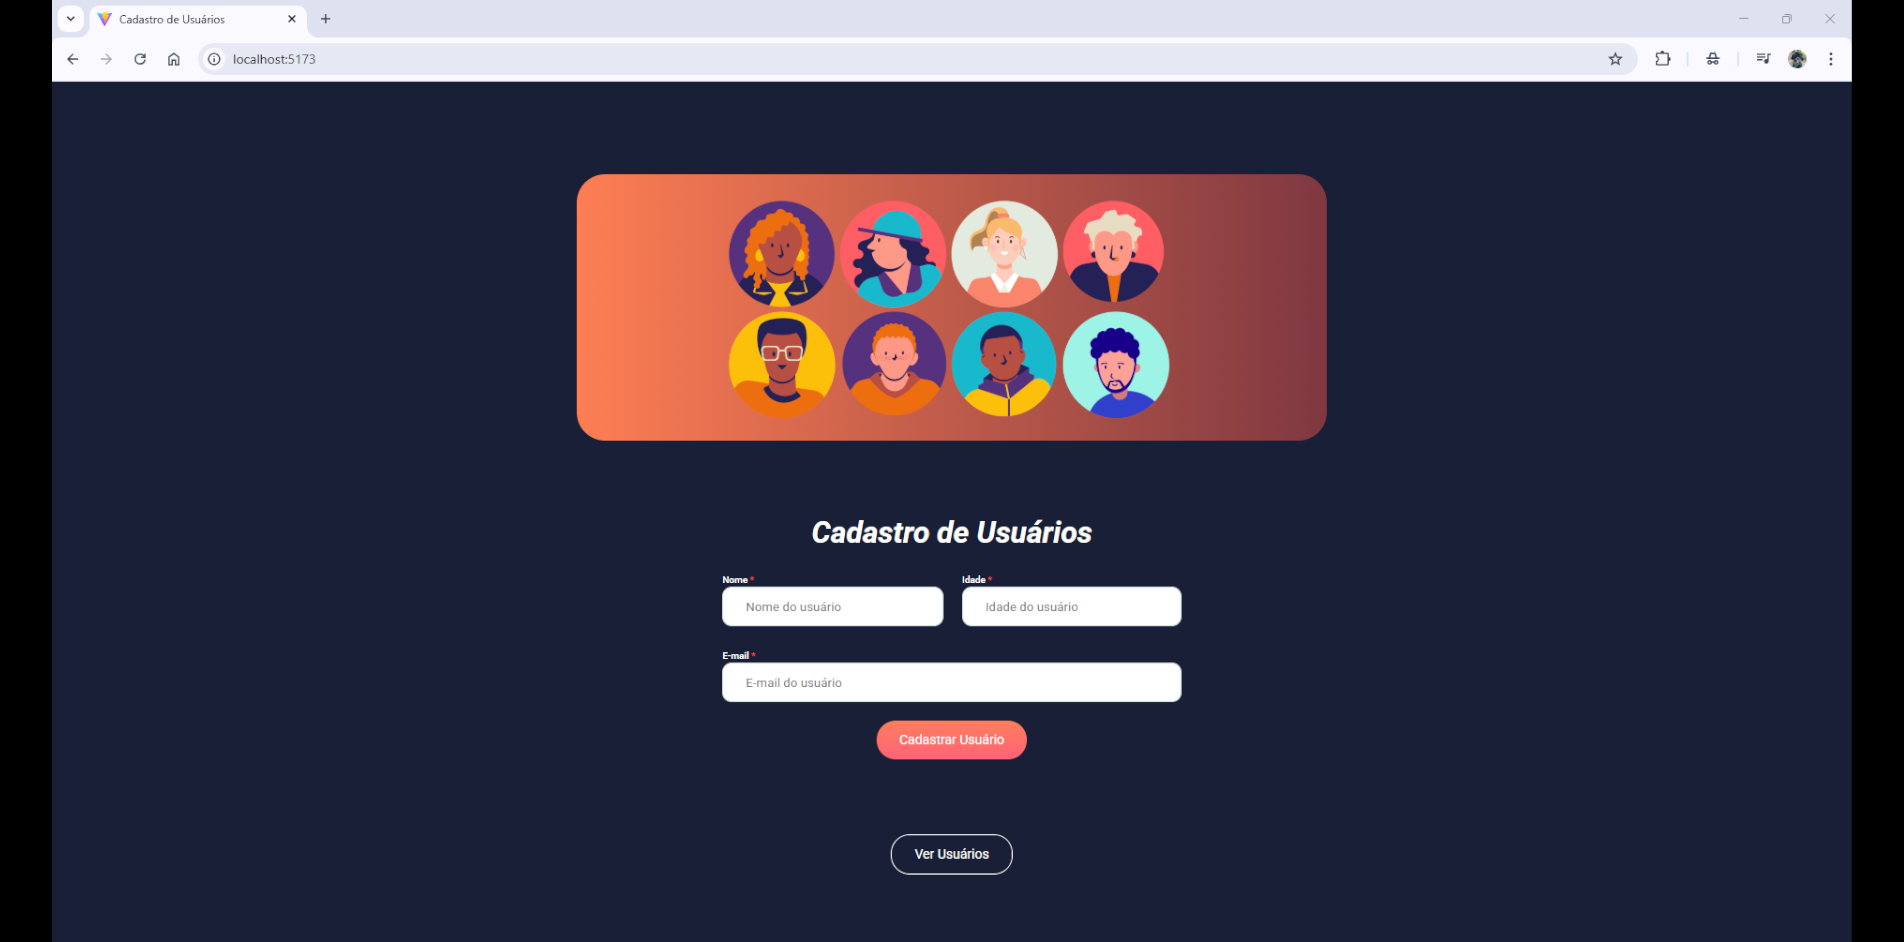 Cadastro de Usuários
localhost:5173
Cadastro de Usuários
Nome *
Idade *
Nome do usuário
Idade do usuário
E-mail *
E-mail do usuário
Cadastrar Usuário
Ver Usuários